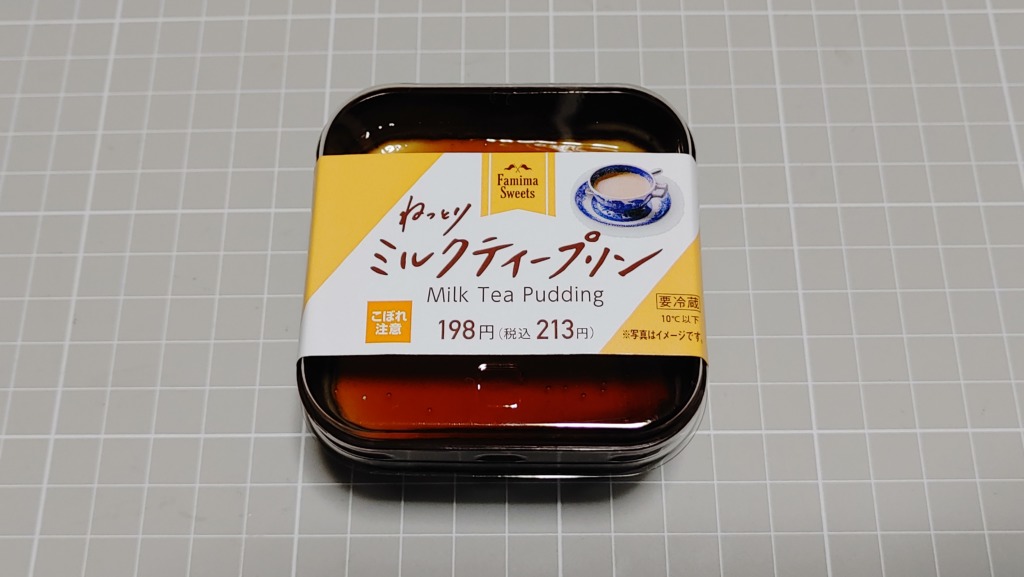 Famima
Sweets
ねっとり
ミルクティープリン
Milk Tea Pudding
こぼれ
注意
198円(税込213円)
要冷蔵
10℃以下
※写真はイメージです。